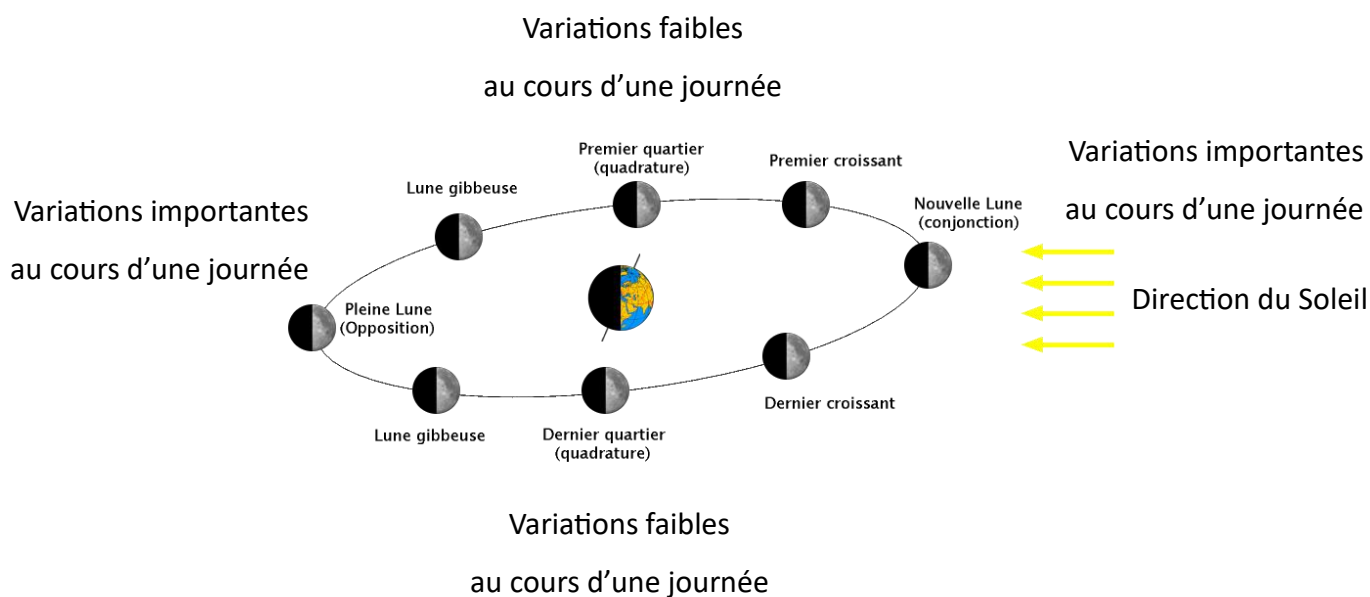 Variations faibles
au cours d’une journée
Premier quartier
(quadrature)
Premier croissant
Variations importantes
au cours d’une journée
Lune gibbeuse
Nouvelle Lune
(conjonction)
Variations importantes
au cours d’une journée
Direction du Soleil
Pleine Lune
(Opposition)
Dernier croissant
Lune gibbeuse
Dernier quartier
(quadrature)
Variations faibles
au cours d’une journée